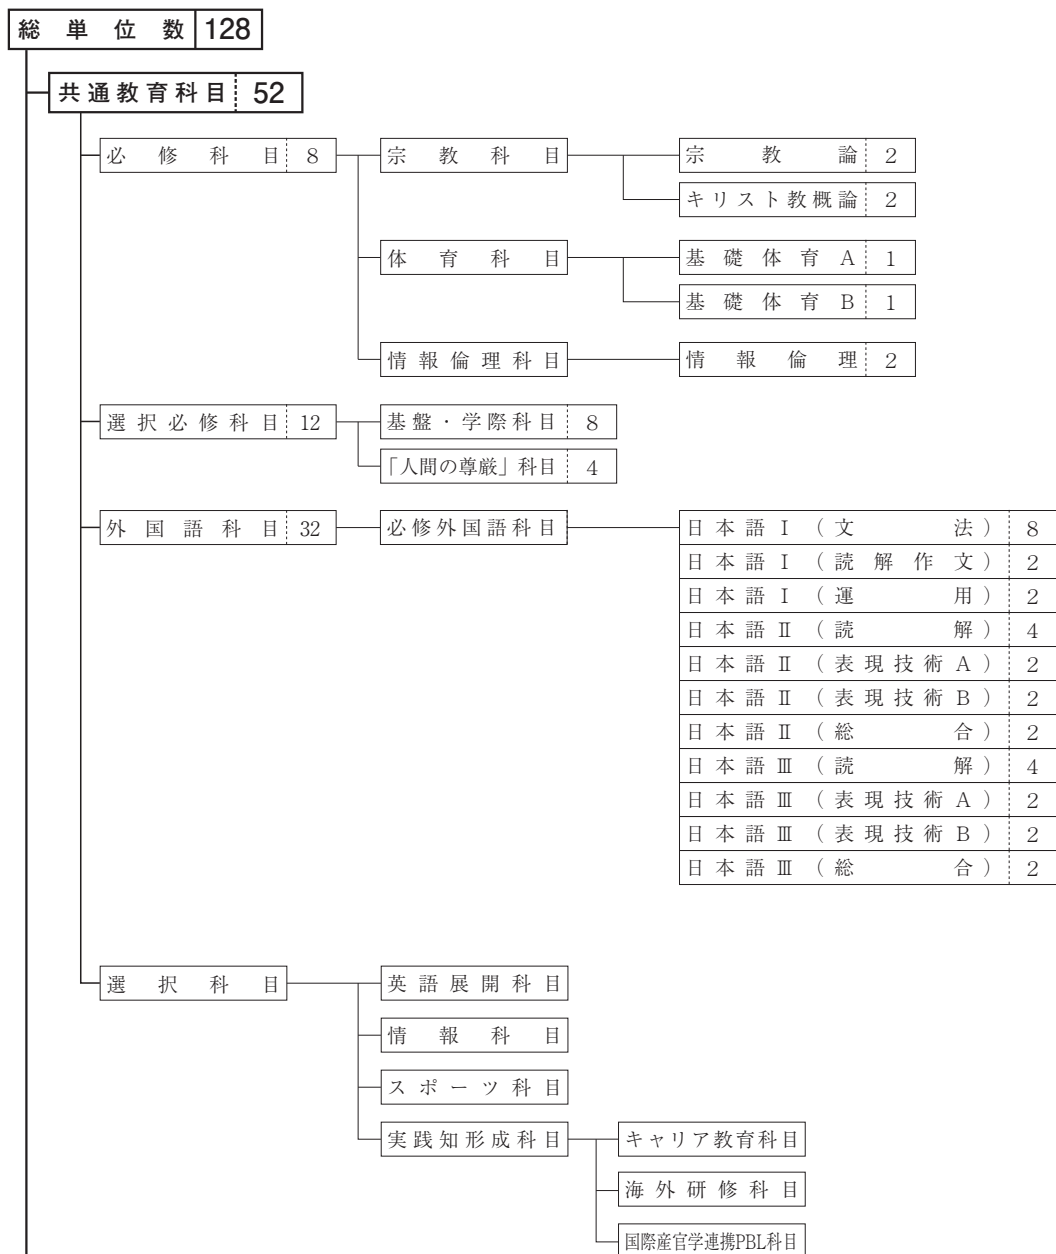 総単位数 128
共通教育科目 52
必修科目 8 宗教科目 宗教論 2
キリスト教概論 2
体育科目 基礎体育A 1
基礎体育B 1
情報倫理科目 情報倫理 2
選択必修科目 12 基盤・学際科目 8
「人間の尊厳」科目 4
外国語科目 32 必修外国語科目 日本語Ⅰ(文法) 8
日本語Ⅰ(読解作文) 2
日本語Ⅰ(運用) 2
日本語Ⅱ(読解) 4
日本語Ⅱ(表現技術A) 2
日本語Ⅱ(表現技術B) 2
日本語Ⅱ(総合) 2
日本語Ⅲ(読解) 4
日本語Ⅲ(表現技術A) 2
日本語Ⅲ(表現技術B) 2
日本語Ⅲ(総合) 2
選択科目 英語展開科目
情報科目
スポーツ科目
実践知形成科目 キャリア教育科目
海外研修科目
国際産官学連携PBL科目